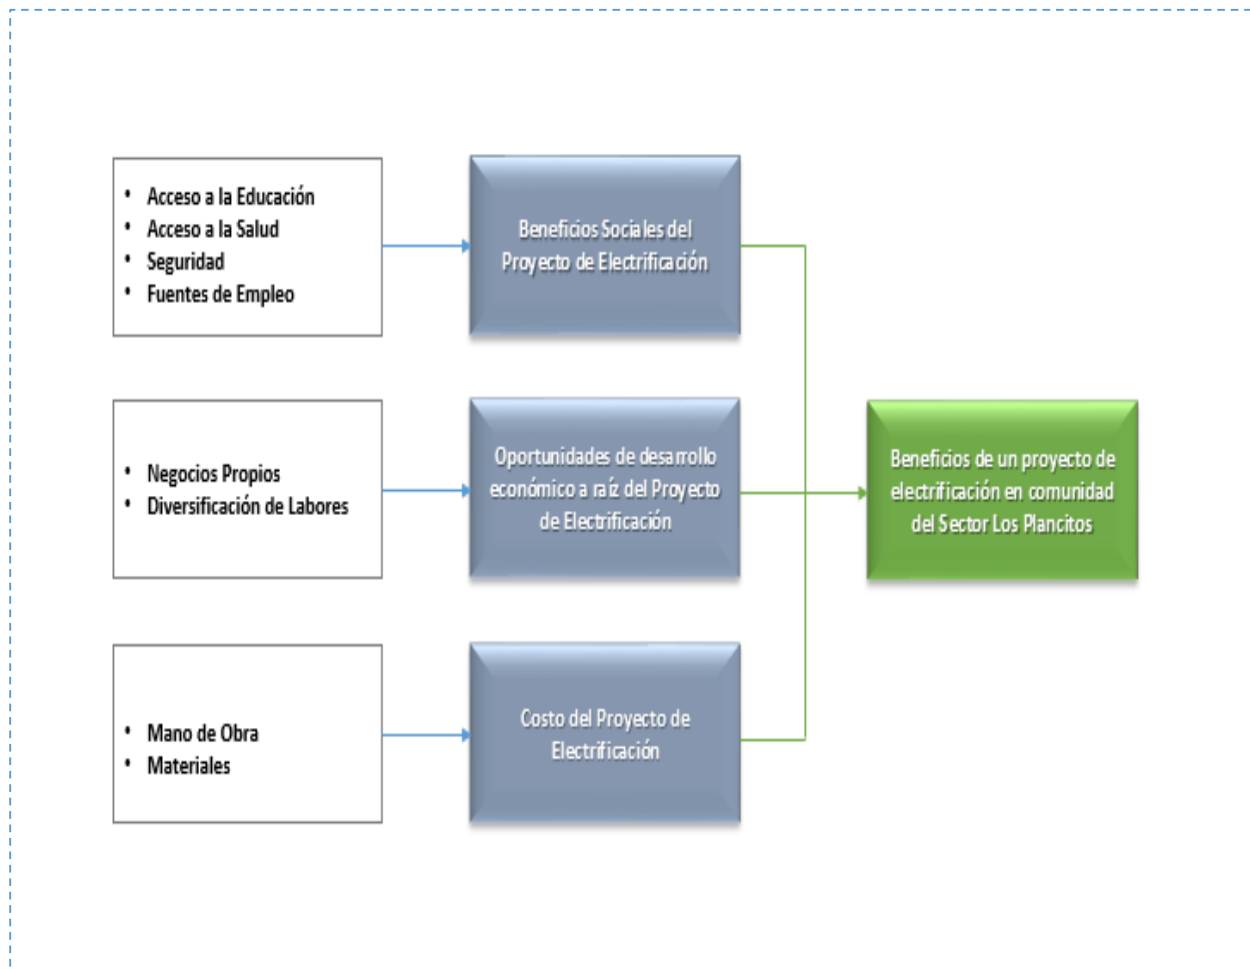 • Acceso a la Educación
• Acceso a la Salud
• Seguridad
• Fuentes de Empleo
Beneficios Sociales del
Proyecto de Electrificación
• Negocios Propios
• Diversificación de Labores
Oportunidades de desarrollo
económico a raíz del Proyecto
de Electrificación
Beneficios de un proyecto de
electrificación en comunidad
del Sector Los Plancitos
• Mano de Obra
• Materiales
Costo del Proyecto de
Electrificación